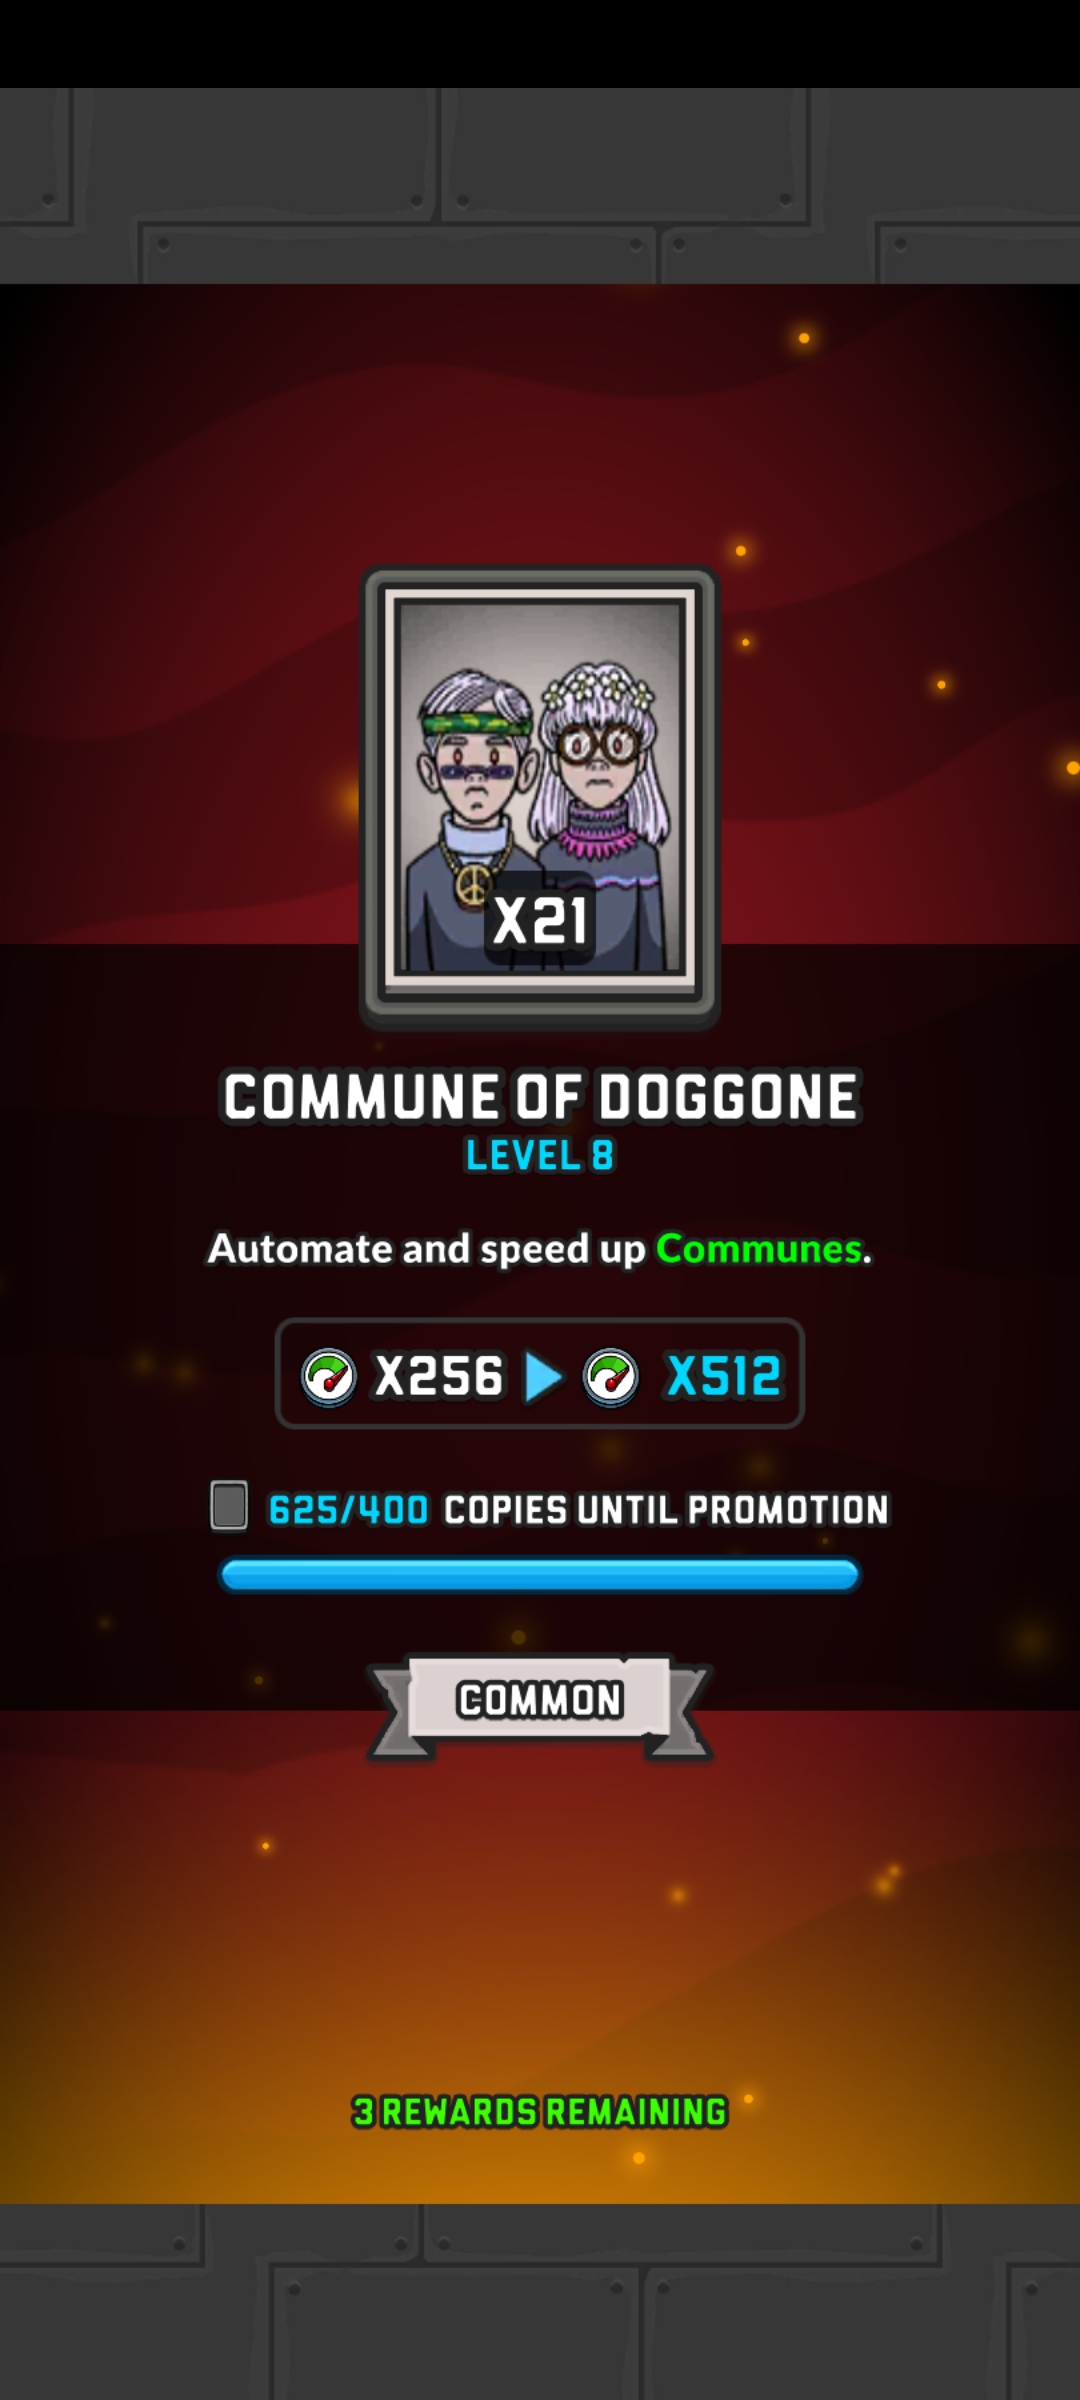 X21
COMMUNE OF DOGGONE
LEVEL 8
Automate and speed up Communes.
X256 X512
625/400 COPIES UNTIL PROMOTION
COMMON
3 REWARDS REMAINING